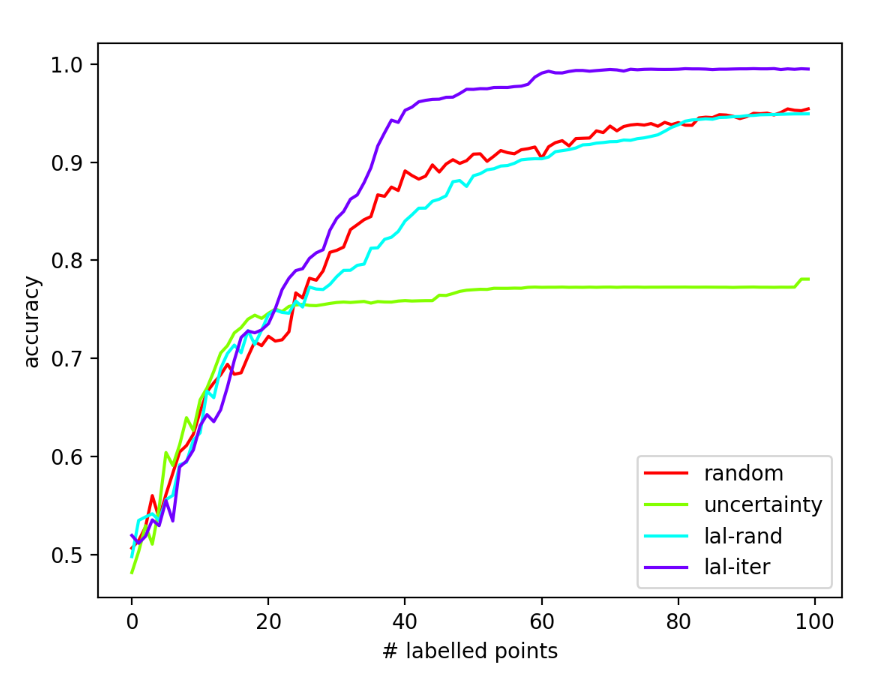 1.0
0.9
0.8
0.7
0.6
0.5
accuracy
0 20 40 60 80 100
# labelled points
random
uncertainty
lal-rand
lal-iter